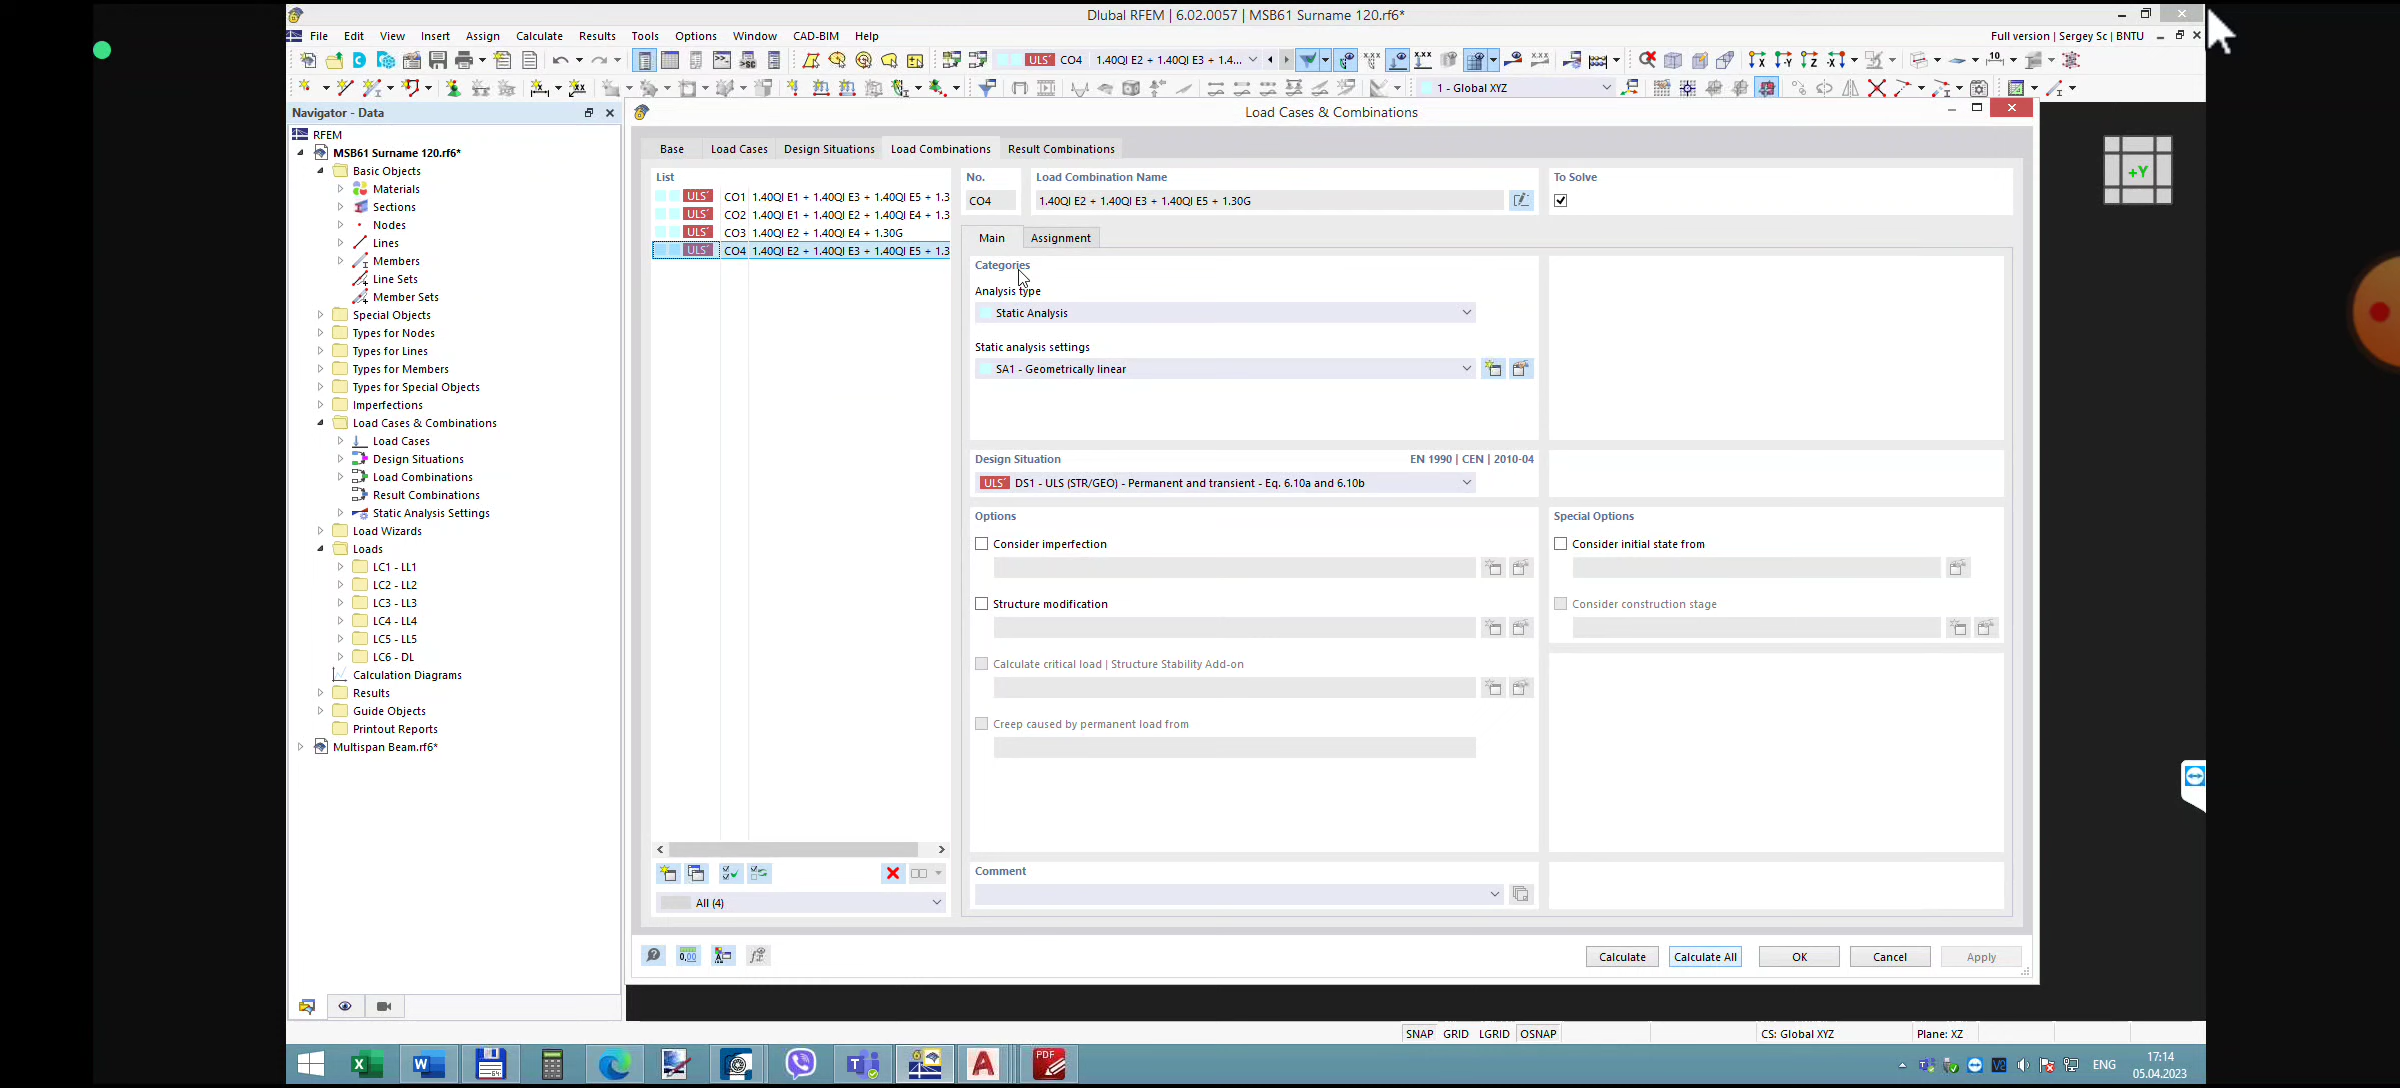 Dlubal RFEM | 6.02.0057 | MSB61 Surname 120.rf6*
File Edit View Insert Assign Calculate Results Tools Options Window CAD-BIM Help
Full version | Sergey Sc | BNTU
ULS' CO4 1.40QI E2 + 1.40QI E3 + 1.4...
1 - Global XYZ
Navigator - Data
RFEM
MSB61 Surname 120.rf6*
Basic Objects
Materials
Sections
Nodes
Lines
Members
Line Sets
Member Sets
Special Objects
Types for Nodes
Types for Lines
Types for Members
Types for Special Objects
Imperfections
Load Cases & Combinations
Load Cases
Design Situations
Load Combinations
Result Combinations
Static Analysis Settings
Load Wizards
Loads
LC1 - LL1
LC2 - LL2
LC3 - LL3
LC4 - LL4
LC5 - LL5
LC6 - DL
Calculation Diagrams
Results
Guide Objects
Printout Reports
Multispan Beam.rf6*
Load Cases & Combinations
Base Load Cases Design Situations Load Combinations Result Combinations
List
ULS' CO1 1.40QI E1 + 1.40QI E3 + 1.40QI E5 + 1.3
ULS' CO2 1.40QI E1 + 1.40QI E2 + 1.40QI E4 + 1.3
ULS' CO3 1.40QI E2 + 1.40QI E4 + 1.30G
ULS' CO4 1.40QI E2 + 1.40QI E3 + 1.40QI E5 + 1.3
All (4)
No.
CO4
Load Combination Name
1.40QI E2 + 1.40QI E3 + 1.40QI E5 + 1.30G
To Solve
Main Assignment
Categories
Analysis type
Static Analysis
Static analysis settings
SA1 - Geometrically linear
Design Situation EN 1990 | CEN | 2010-04
ULS' DS1 - ULS (STR/GEO) - Permanent and transient - Eq. 6.10a and 6.10b
Options
Consider imperfection
Structure modification
Calculate critical load | Structure Stability Add-on
Creep caused by permanent load from
Special Options
Consider initial state from
Consider construction stage
Comment
Calculate Calculate All OK Cancel Apply
+Y
SNAP GRID LGRID OSNAP CS: Global XYZ Plane: XZ
ENG
17:14
05.04.2023
PDF